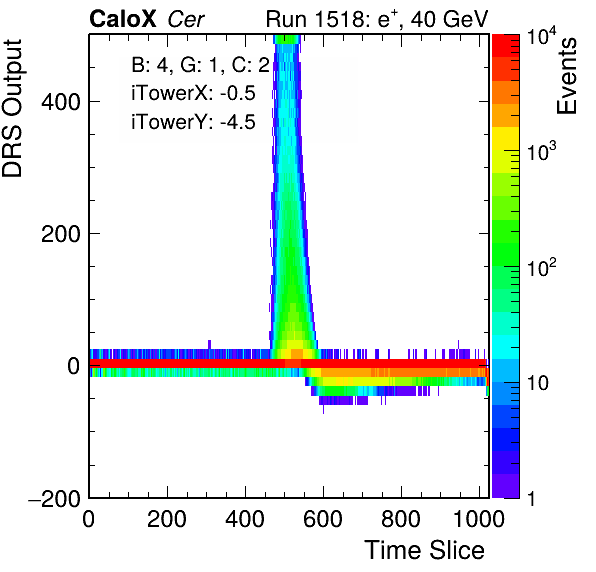 CaloX Cer Run 1518: e⁺, 40 GeV
B: 4, G: 1, C: 2
iTowerX: -0.5
iTowerY: -4.5
DRS Output
400
200
0
−200
0 200 400 600 800 1000
Time Slice
Events
10⁴
10³
10²
10
1